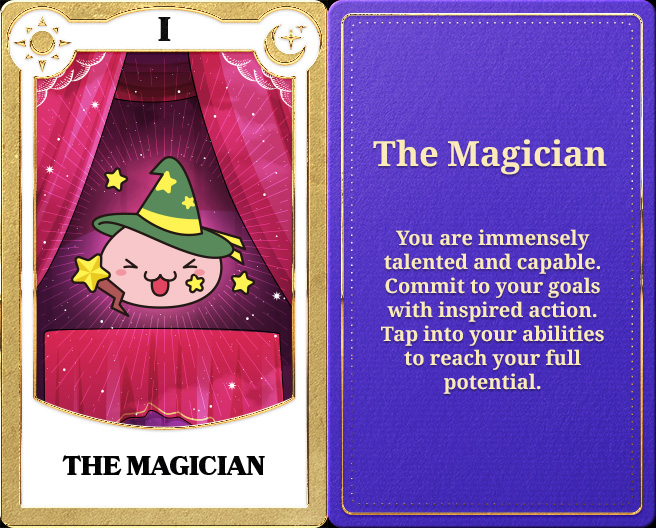 I
THE MAGICIAN
The Magician
You are immensely
talented and capable.
Commit to your goals
with inspired action.
Tap into your abilities
to reach your full
potential.